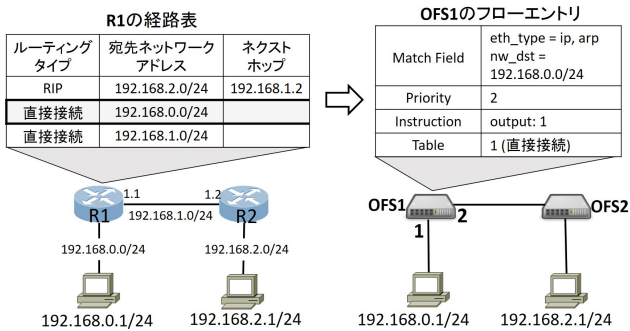 R1の経路表
ルーティング タイプ 宛先ネットワーク アドレス ネクスト ホップ
RIP 192.168.2.0/24 192.168.1.2
直接接続 192.168.0.0/24
直接接続 192.168.1.0/24
OFS1のフローエントリ
Match Field eth_type = ip, arp
nw_dst =
192.168.0.0/24
Priority 2
Instruction output: 1
Table 1 (直接接続)
1.1 1.2
R1 R2
192.168.1.0/24
192.168.0.0/24 192.168.2.0/24
192.168.0.1/24 192.168.2.1/24
OFS1 OFS2
1 2
192.168.0.1/24 192.168.2.1/24